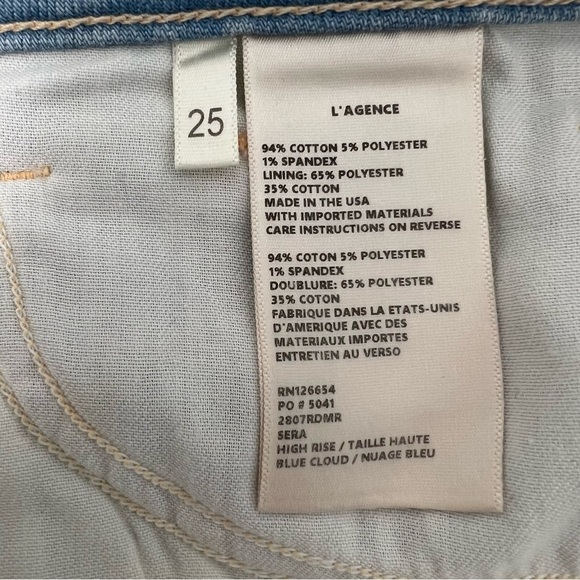 25
L'AGENCE
94% COTTON 5% POLYESTER
1% SPANDEX
LINING: 65% POLYESTER
35% COTTON
MADE IN THE USA
WITH IMPORTED MATERIALS
CARE INSTRUCTIONS ON REVERSE
94% COTON 5% POLYESTER
1% SPANDEX
DOUBLURE: 65% POLYESTER
35% COTON
FABRIQUE DANS LA ETATS-UNIS
D'AMERIQUE AVEC DES
MATERIAUX IMPORTES
ENTRETIEN AU VERSO
RN126654
PO # 5041
2807RDMR
SERA
HIGH RISE / TAILLE HAUTE
BLUE CLOUD / NUAGE BLEU